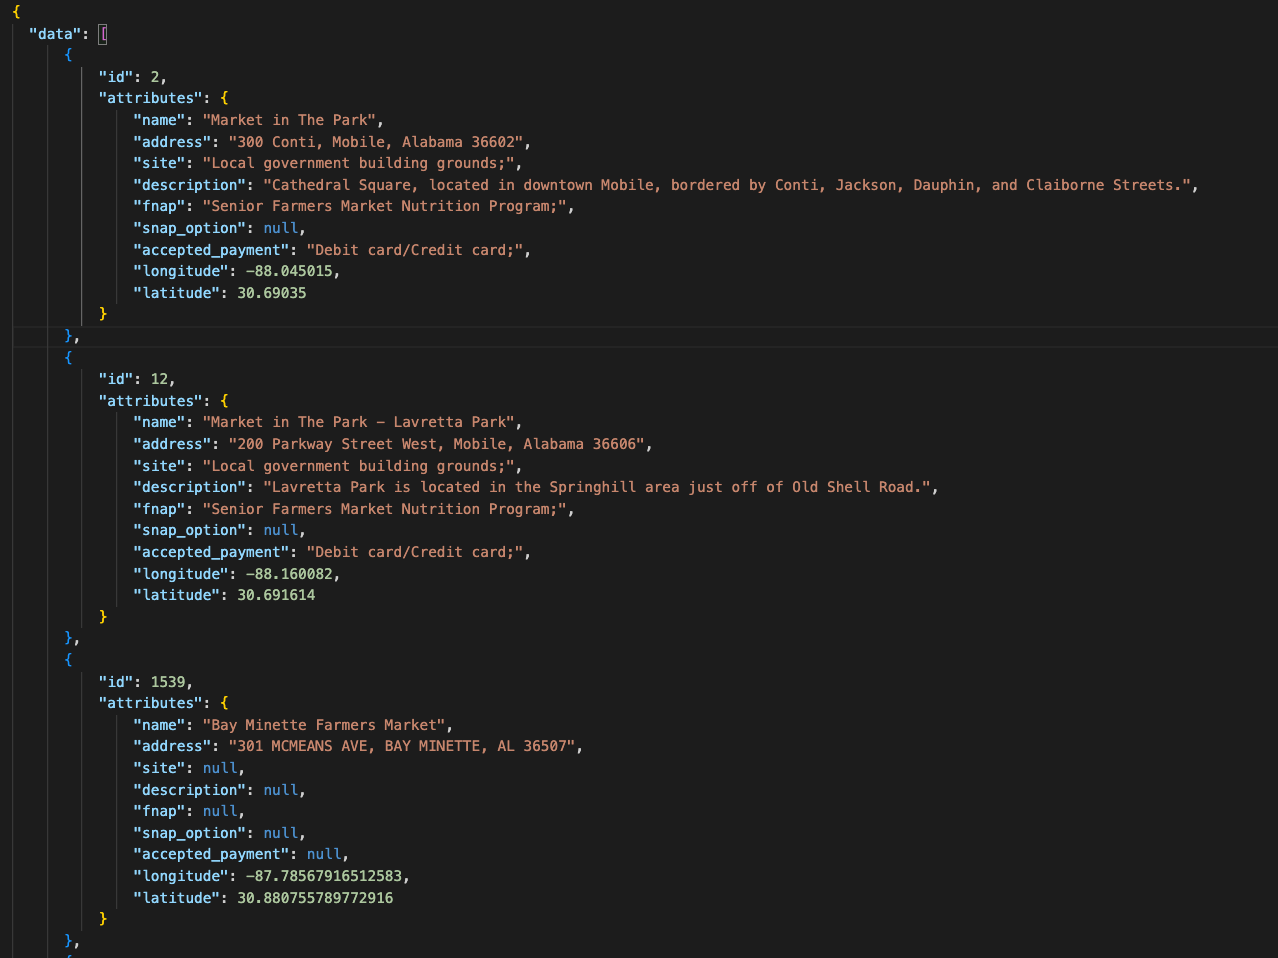 {
"data": [
{
"id": 2,
"attributes": {
"name": "Market in The Park",
"address": "300 Conti, Mobile, Alabama 36602",
"site": "Local government building grounds;",
"description": "Cathedral Square, located in downtown Mobile, bordered by Conti, Jackson, Dauphin, and Claiborne Streets.",
"fnap": "Senior Farmers Market Nutrition Program;",
"snap_option": null,
"accepted_payment": "Debit card/Credit card;",
"longitude": -88.045015,
"latitude": 30.69035
}
},
{
"id": 12,
"attributes": {
"name": "Market in The Park - Lavretta Park",
"address": "200 Parkway Street West, Mobile, Alabama 36606",
"site": "Local government building grounds;",
"description": "Lavretta Park is located in the Springhill area just off of Old Shell Road.",
"fnap": "Senior Farmers Market Nutrition Program;",
"snap_option": null,
"accepted_payment": "Debit card/Credit card;",
"longitude": -88.160082,
"latitude": 30.691614
}
},
{
"id": 1539,
"attributes": {
"name": "Bay Minette Farmers Market",
"address": "301 MCMEANS AVE, BAY MINETTE, AL 36507",
"site": null,
"description": null,
"fnap": null,
"snap_option": null,
"accepted_payment": null,
"longitude": -87.78567916512583,
"latitude": 30.880755789772916
}
},